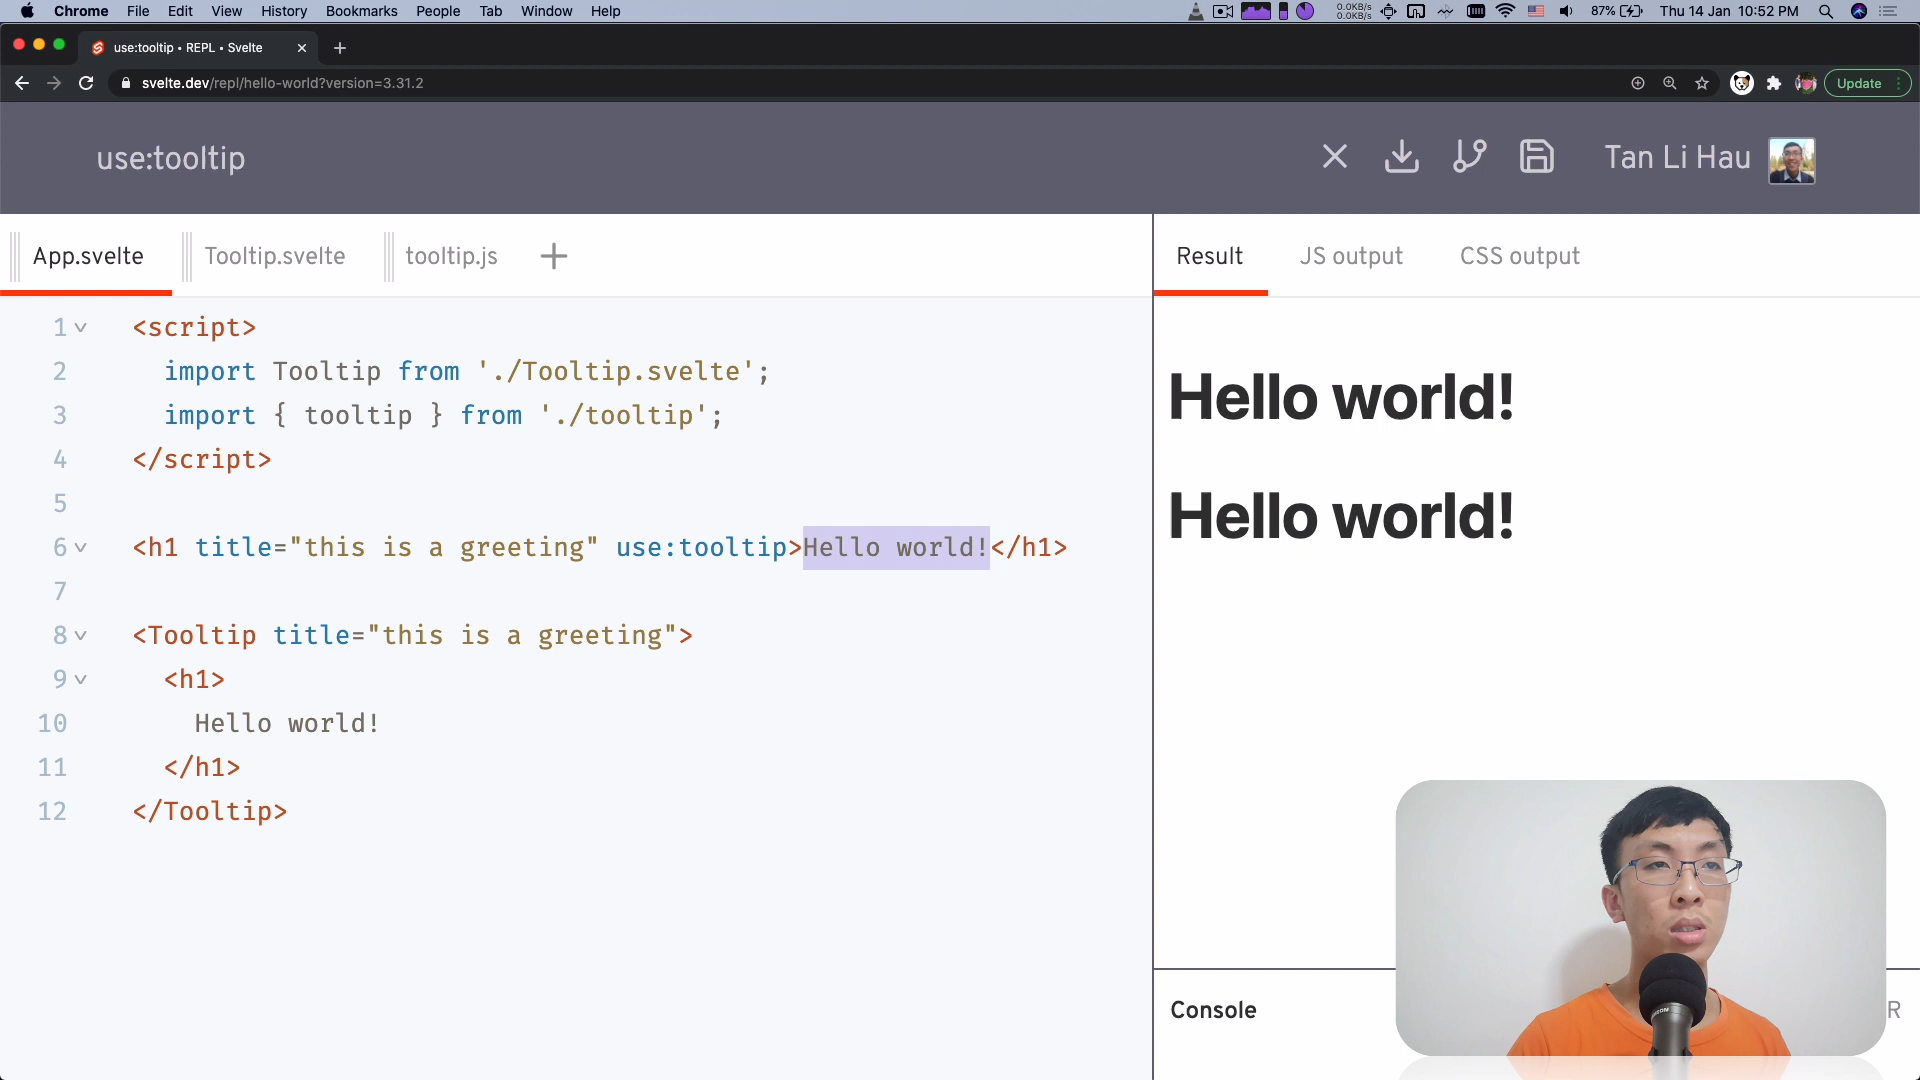 Chrome File Edit View History Bookmarks People Tab Window Help
0.0KB/s
0.0KB/s
87%
Thu 14 Jan 10:52 PM
use:tooltip • REPL • Svelte
svelte.dev/repl/hello-world?version=3.31.2
Update
use:tooltip
Tan Li Hau
App.svelte Tooltip.svelte tooltip.js
Result JS output CSS output
1 <script>
2 import Tooltip from './Tooltip.svelte';
3 import { tooltip } from './tooltip';
4 </script>
5
6 <h1 title="this is a greeting" use:tooltip>Hello world!</h1>
7
8 <Tooltip title="this is a greeting">
9 <h1>
10 Hello world!
11 </h1>
12 </Tooltip>
Hello world!
Hello world!
Console
R